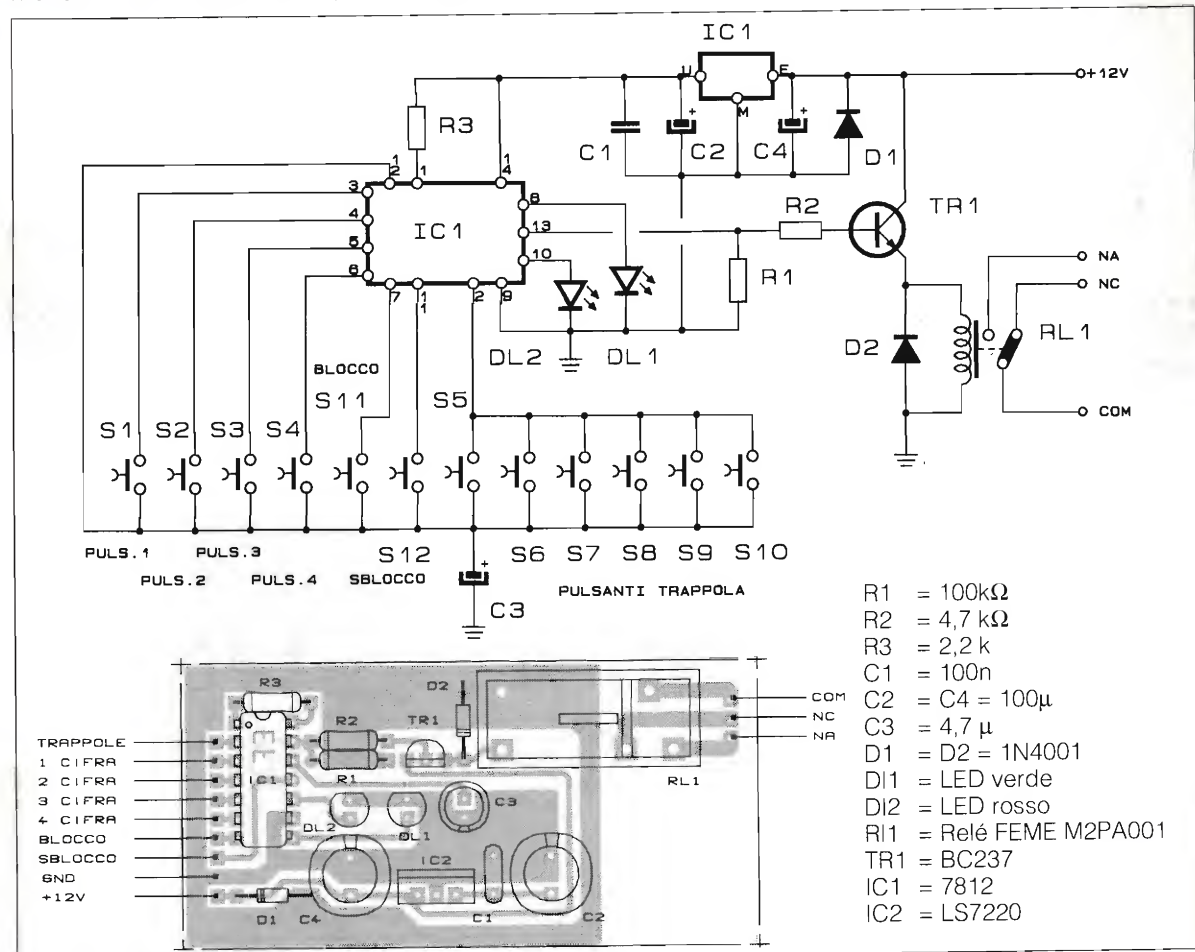 IC1
U
E
M
+12V
R3
C1
C2
+
C4
+
D1
1
2
1
1
4
3
4
5
6
8
13
10
7
1
1
2
9
IC1
R2
TR1
R1
NA
NC
RL1
COM
D2
DL2
DL1
BLOCCO
S11
S5
S1
S2
S3
S4
PULS.1
PULS.2
PULS.3
PULS.4
S12
SBLOCCO
S6
S7
S8
S9
S10
PULSANTI TRAPPOLA
+
C3
R1 = 100kΩ
R2 = 4,7 kΩ
R3 = 2,2 k
C1 = 100n
C2 = C4 = 100µ
C3 = 4,7 µ
D1 = D2 = 1N4001
Dl1 = LED verde
Dl2 = LED rosso
Rl1 = Relé FEME M2PA001
TR1 = BC237
IC1 = 7812
IC2 = LS7220
TRAPPOLE
1 CIFRA
2 CIFRA
3 CIFRA
4 CIFRA
BLOCCO
SBLOCCO
GND
+12V
R3
IC1
R2
R1
TR1
D2
DL2
DL1
C3
IC2
D1
C4
C1
C2
RL1
COM
NC
NA